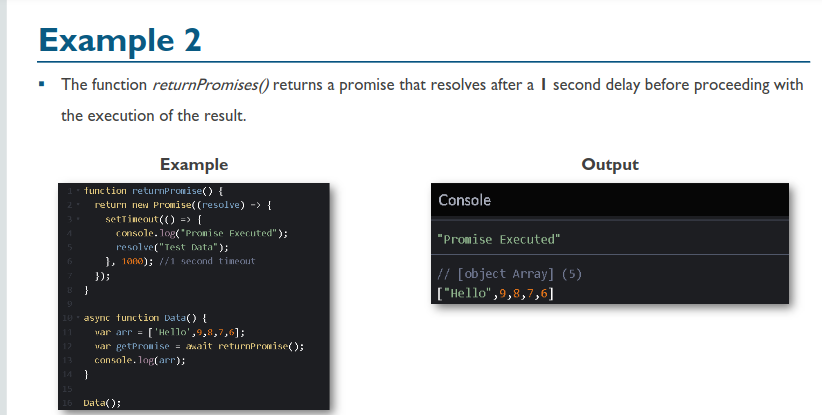 Example 2
▪ The function returnPromises() returns a promise that resolves after a 1 second delay before proceeding with
the execution of the result.
Example
1 function returnPromise() {
2 return new Promise((resolve) => {
3 setTimeout(() => {
4 console.log("Promise Executed");
5 resolve("Test Data");
6 }, 1000); //1 second timeout
7 });
8 }
9
10 async function Data() {
11 var arr = ['Hello',9,8,7,6];
12 var getPromise = await returnPromise();
13 console.log(arr);
14 }
15
16 Data();
Output
Console
"Promise Executed"
// [object Array] (5)
["Hello",9,8,7,6]